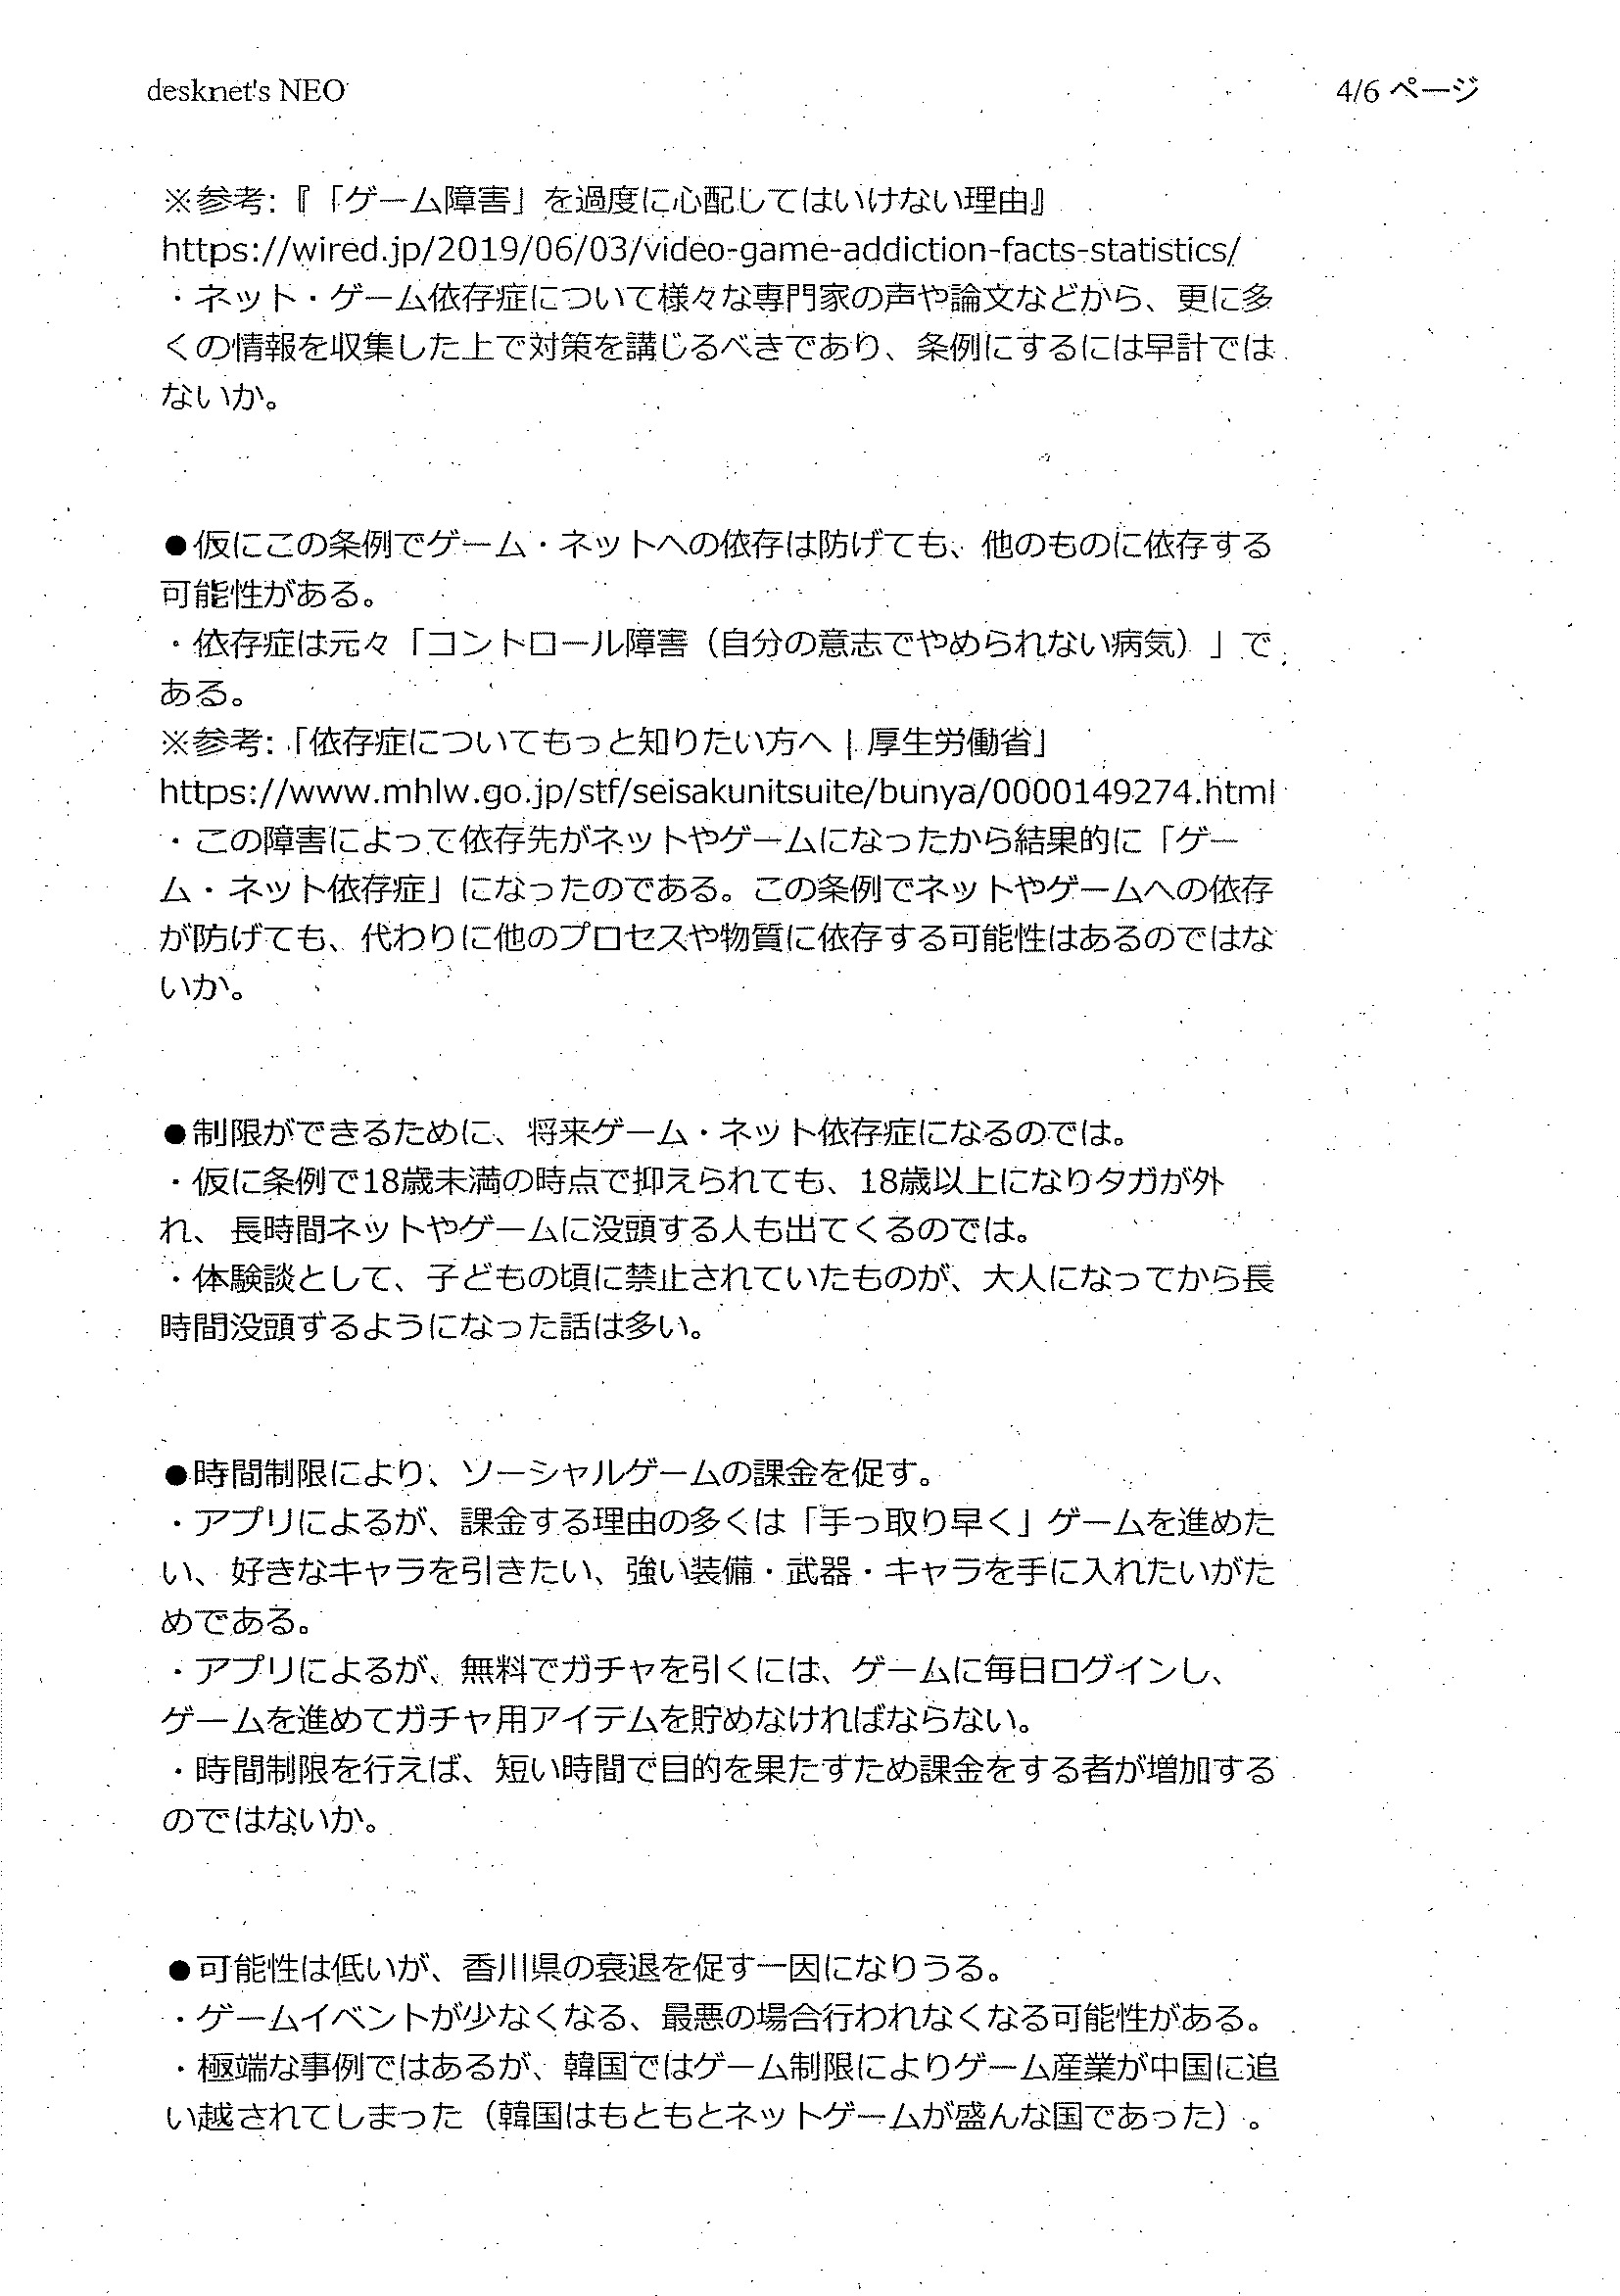 desknet's NEO
4/6 ページ
※参考:『「ゲーム障害」を過度に心配してはいけない理由』
https://wired.jp/2019/06/03/video-game-addiction-facts-statistics/
・ネット・ゲーム依存症について様々な専門家の声や論文などから、更に多
くの情報を収集した上で対策を講じるべきであり、条例にするには早計では
ないか。
●仮にこの条例でゲーム・ネットへの依存は防げても、他のものに依存する
可能性がある。
・依存症は元々「コントロール障害（自分の意志でやめられない病気）」で
ある。
※参考:「依存症についてもっと知りたい方へ | 厚生労働省」
https://www.mhlw.go.jp/stf/seisakunitsuite/bunya/0000149274.html
・この障害によって依存先がネットやゲームになったから結果的に「ゲー
ム・ネット依存症」になったのである。この条例でネットやゲームへの依存
が防げても、代わりに他のプロセスや物質に依存する可能性はあるのではな
いか。
●制限ができるために、将来ゲーム・ネット依存症になるのでは。
・仮に条例で18歳未満の時点で抑えられても、18歳以上になりタガが外
れ、長時間ネットやゲームに没頭する人も出てくるのでは。
・体験談として、子どもの頃に禁止されていたものが、大人になってから長
時間没頭するようになった話は多い。
●時間制限により、ソーシャルゲームの課金を促す。
・アプリによるが、課金する理由の多くは「手っ取り早く」ゲームを進めた
い、好きなキャラを引きたい、強い装備・武器・キャラを手に入れたいがた
めである。
・アプリによるが、無料でガチャを引くには、ゲームに毎日ログインし、
ゲームを進めてガチャ用アイテムを貯めなければならない。
・時間制限を行えば、短い時間で目的を果たすため課金をする者が増加する
のではないか。
●可能性は低いが、香川県の衰退を促す一因になりうる。
・ゲームイベントが少なくなる、最悪の場合行われなくなる可能性がある。
・極端な事例ではあるが、韓国ではゲーム制限によりゲーム産業が中国に追
い越されてしまった（韓国はもともとネットゲームが盛んな国であった）。